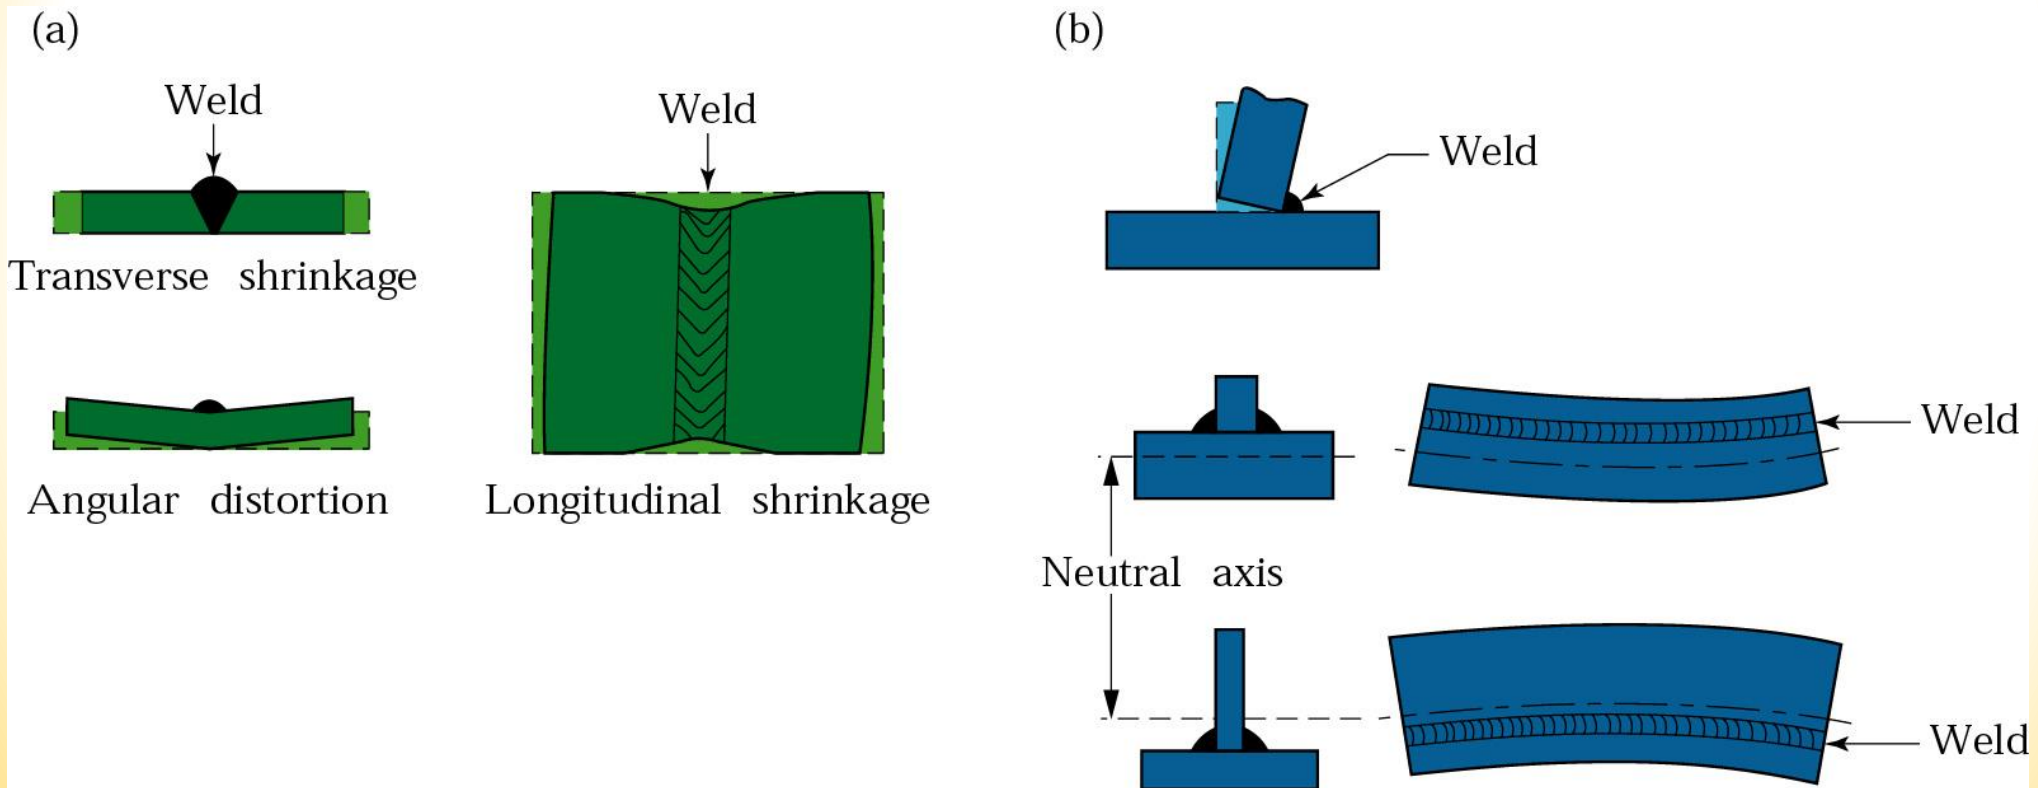 (a)
Weld
Transverse shrinkage
Angular distortion
Weld
Longitudinal shrinkage
(b)
Weld
Weld
Neutral axis
Weld